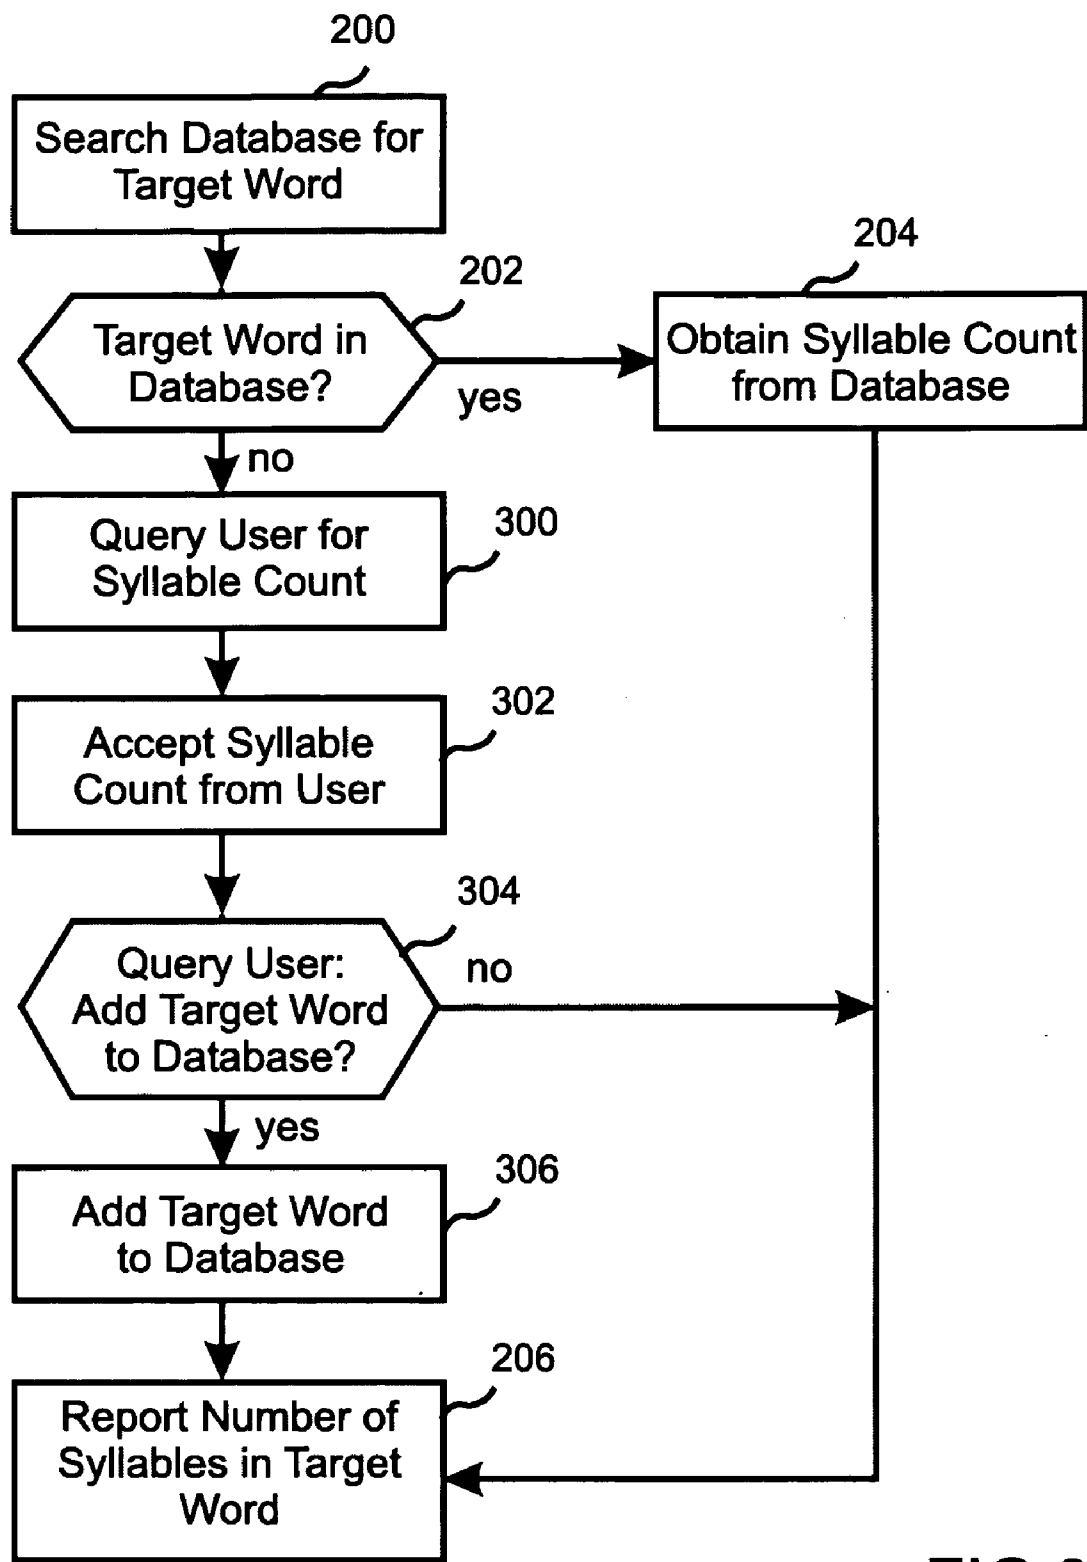 200
Search Database for
Target Word
202
Target Word in
Database?
yes
204
Obtain Syllable Count
from Database
no
300
Query User for
Syllable Count
302
Accept Syllable
Count from User
304
Query User:
Add Target Word
to Database?
no
yes
306
Add Target Word
to Database
206
Report Number of
Syllables in Target
Word